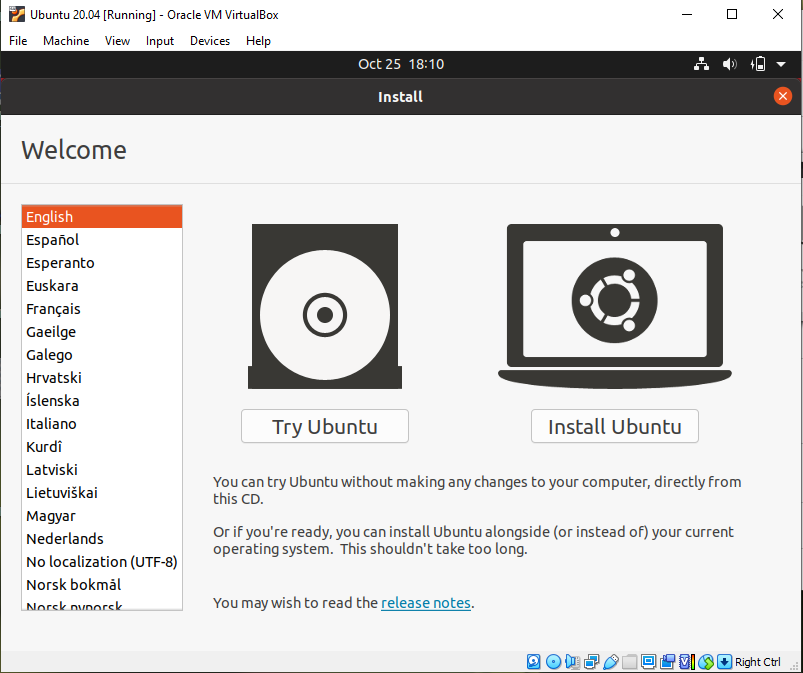 Ubuntu 20.04 [Running] - Oracle VM VirtualBox
File Machine View Input Devices Help
Oct 25 18:10
Install
Welcome
English
Español
Esperanto
Euskara
Français
Gaeilge
Galego
Hrvatski
Íslenska
Italiano
Kurdî
Latviski
Lietuviškai
Magyar
Nederlands
No localization (UTF-8)
Norsk bokmål
Norsk nynorsk
Try Ubuntu
Install Ubuntu
You can try Ubuntu without making any changes to your computer, directly from
this CD.
Or if you're ready, you can install Ubuntu alongside (or instead of) your current
operating system. This shouldn't take too long.
You may wish to read the release notes.
Right Ctrl